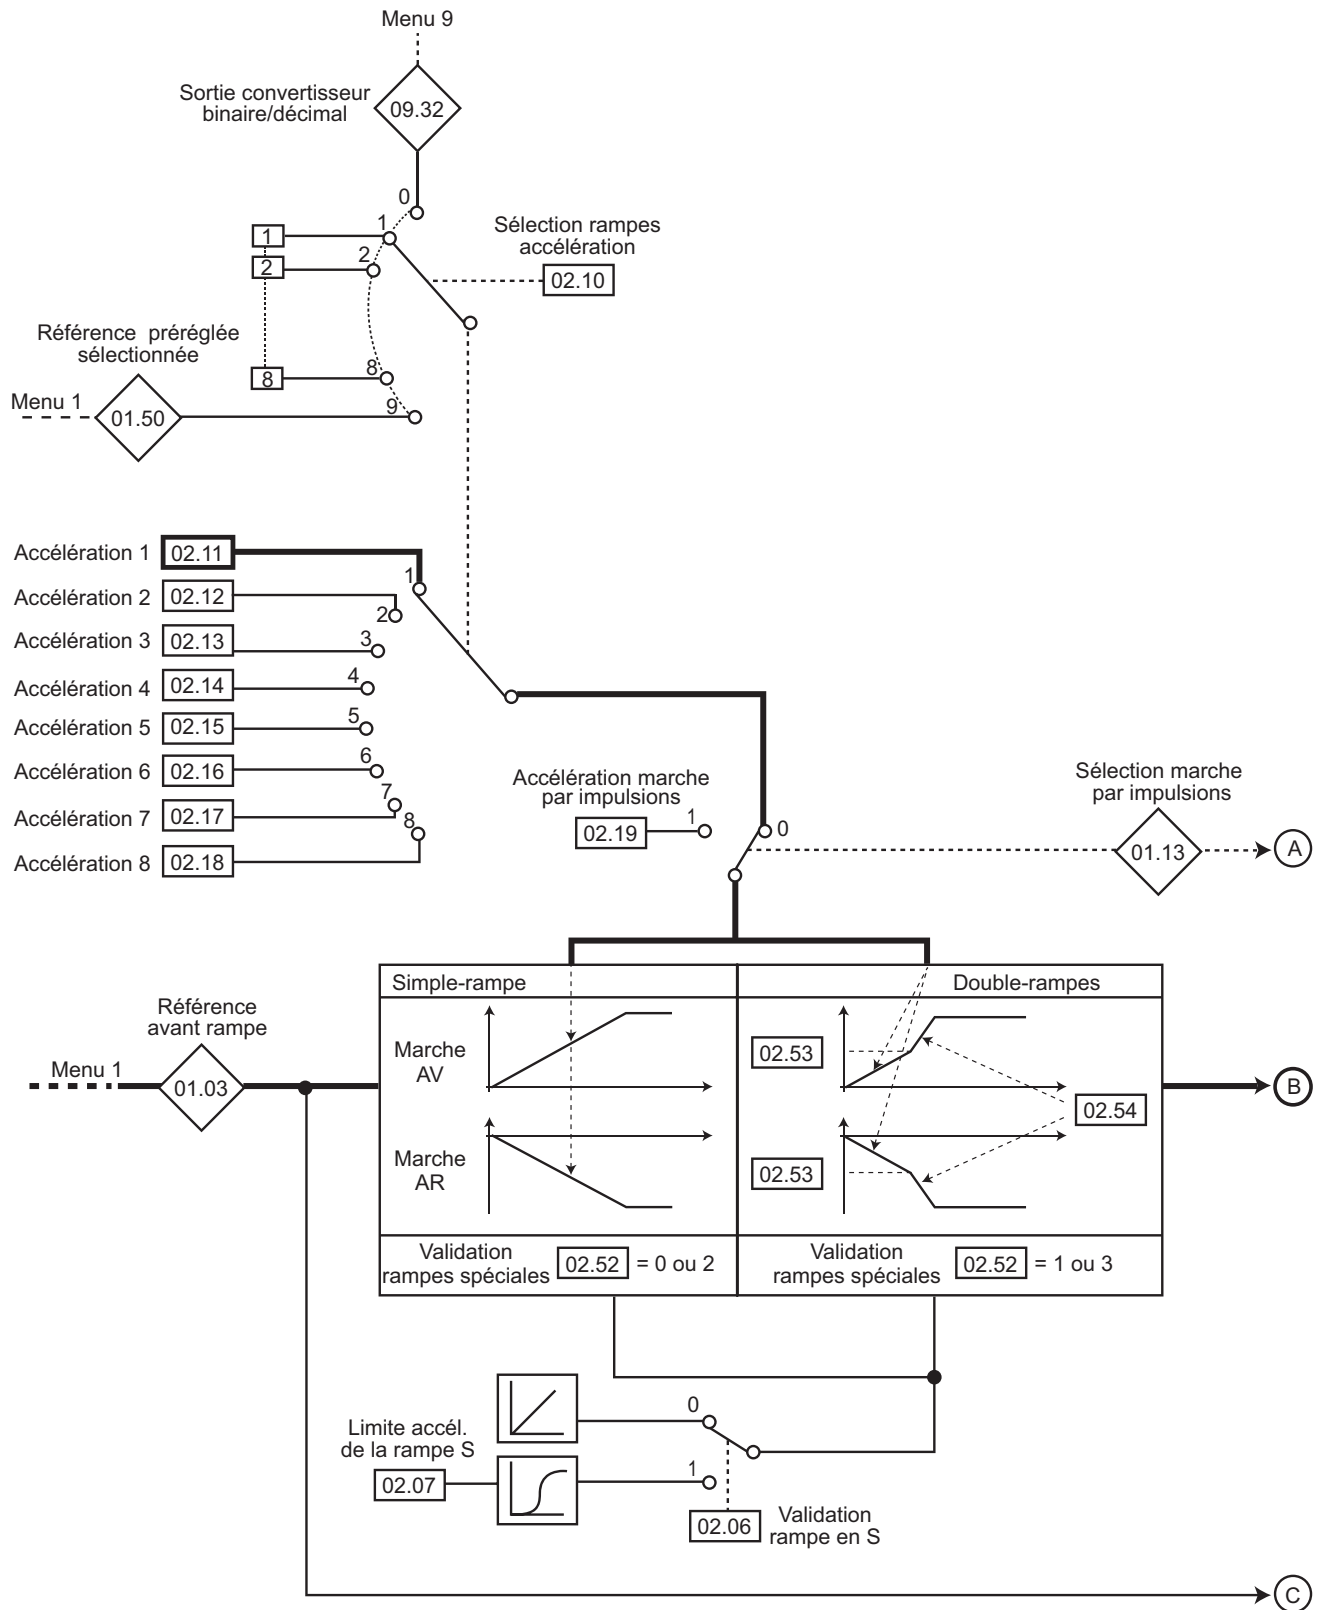 Menu 9
Sortie convertisseur
binaire/décimal
09.32
0
1
1
2
2
Sélection rampes
accélération
02.10
Référence préréglée
sélectionnée
8
8
9
Menu 1
01.50
Accélération 1
02.11
1
Accélération 2
02.12
2
Accélération 3
02.13
3
Accélération 4
02.14
4
Accélération 5
02.15
5
Accélération 6
02.16
6
Accélération 7
02.17
7
Accélération 8
02.18
8
Accélération marche
par impulsions
02.19
1
0
Sélection marche
par impulsions
01.13
A
Simple-rampe
Double-rampes
Référence
avant rampe
Menu 1
01.03
Marche
AV
02.53
B
02.54
Marche
AR
02.53
Validation
rampes spéciales
02.52
= 0 ou 2
Validation
rampes spéciales
02.52
= 1 ou 3
0
Limite accél.
de la rampe S
02.07
1
02.06
Validation
rampe en S
C